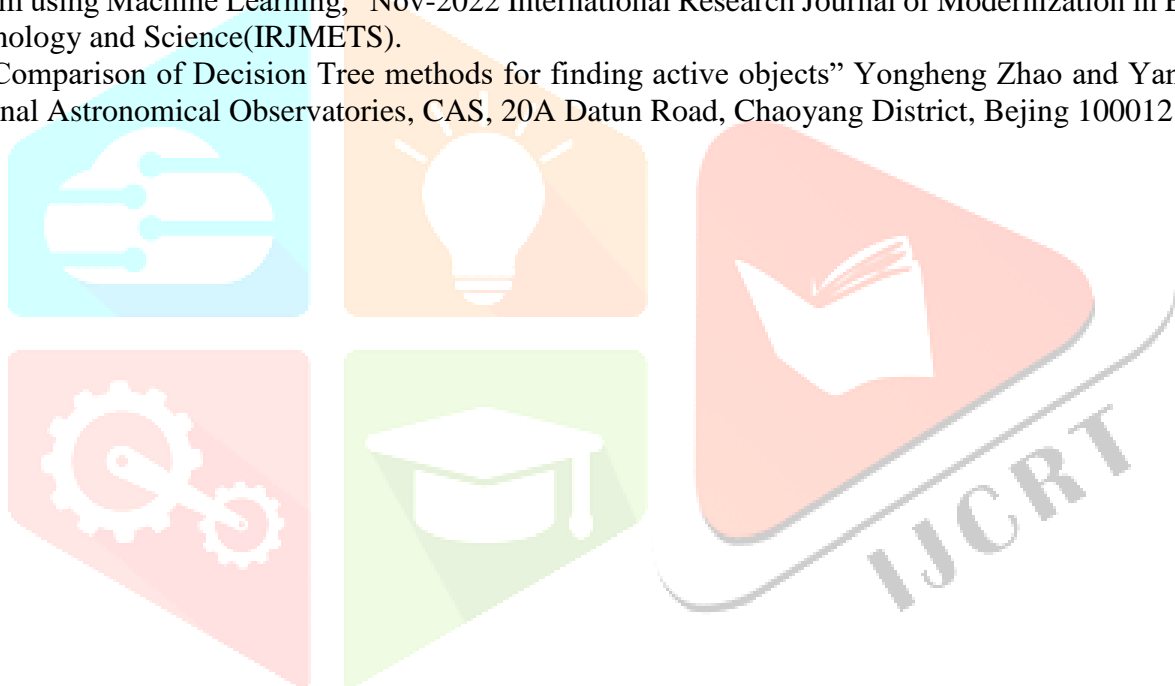 using Machine Learning,” Nov-2022 International Research Journal of Modernization in
nology and Science(IRJMETS).
Comparison of Decision Tree methods for finding active objects” Yongheng Zhao and
nal Astronomical Observatories, CAS, 20A Datun Road, Chaoyang District, Bejing 100012
IJCRT